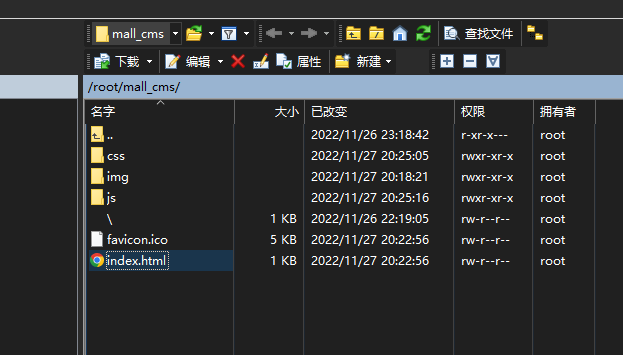 mall_cms 查找文件
下载 编辑 属性 新建
/root/mall_cms/
名字 大小 已改变 权限 拥有者
.. 2022/11/26 23:18:42 r-xr-x--- root
css 2022/11/27 20:25:05 rwxr-xr-x root
img 2022/11/27 20:18:21 rwxr-xr-x root
js 2022/11/27 20:25:16 rwxr-xr-x root
\ 1 KB 2022/11/26 22:19:05 rw-r--r-- root
favicon.ico 5 KB 2022/11/27 20:22:56 rw-r--r-- root
index.html 1 KB 2022/11/27 20:22:56 rw-r--r-- root